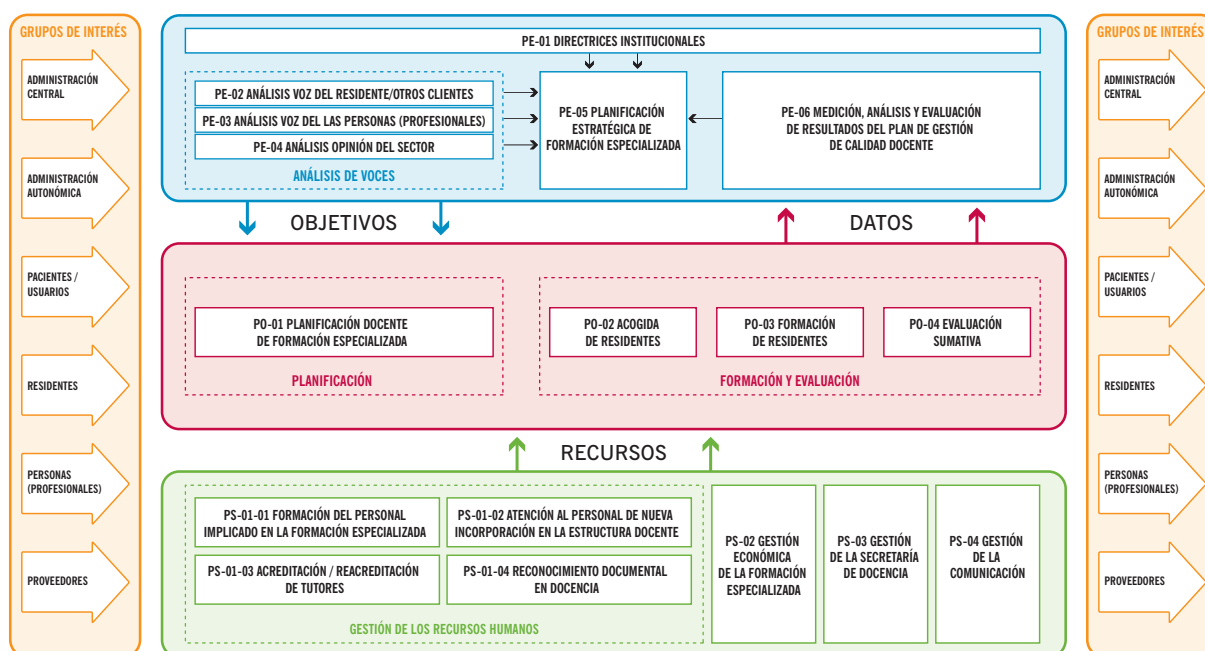 GRUPOS DE INTERÉS
ADMINISTRACIÓN
CENTRAL
ADMINISTRACIÓN
AUTONÓMICA
PACIENTES /
USUARIOS
RESIDENTES
PERSONAS
(PROFESIONALES)
PROVEEDORES
PE-01 DIRECTRICES INSTITUCIONALES
PE-02 ANÁLISIS VOZ DEL RESIDENTE/OTROS CLIENTES
PE-03 ANÁLISIS VOZ DEL LAS PERSONAS (PROFESIONALES)
PE-04 ANÁLISIS OPINIÓN DEL SECTOR
ANÁLISIS DE VOCES
PE-05 PLANIFICACIÓN
ESTRATÉGICA DE
FORMACIÓN ESPECIALIZADA
PE-06 MEDICIÓN, ANÁLISIS Y EVALUACIÓN
DE RESULTADOS DEL PLAN DE GESTIÓN
DE CALIDAD DOCENTE
OBJETIVOS
DATOS
PO-01 PLANIFICACIÓN DOCENTE
DE FORMACIÓN ESPECIALIZADA
PLANIFICACIÓN
PO-02 ACOGIDA
DE RESIDENTES
PO-03 FORMACIÓN
DE RESIDENTES
PO-04 EVALUACIÓN
SUMATIVA
FORMACIÓN Y EVALUACIÓN
RECURSOS
PS-01-01 FORMACIÓN DEL PERSONAL
IMPLICADO EN LA FORMACIÓN ESPECIALIZADA
PS-01-02 ATENCIÓN AL PERSONAL DE NUEVA
INCORPORACIÓN EN LA ESTRUCTURA DOCENTE
PS-01-03 ACREDITACIÓN / REACREDITACIÓN
DE TUTORES
PS-01-04 RECONOCIMIENTO DOCUMENTAL
EN DOCENCIA
GESTIÓN DE LOS RECURSOS HUMANOS
PS-02 GESTIÓN
ECONÓMICA
DE LA FORMACIÓN
ESPECIALIZADA
PS-03 GESTIÓN
DE LA SECRETARÍA
DE DOCENCIA
PS-04 GESTIÓN
DE LA
COMUNICACIÓN
GRUPOS DE INTERÉS
ADMINISTRACIÓN
CENTRAL
ADMINISTRACIÓN
AUTONÓMICA
PACIENTES /
USUARIOS
RESIDENTES
PERSONAS
(PROFESIONALES)
PROVEEDORES